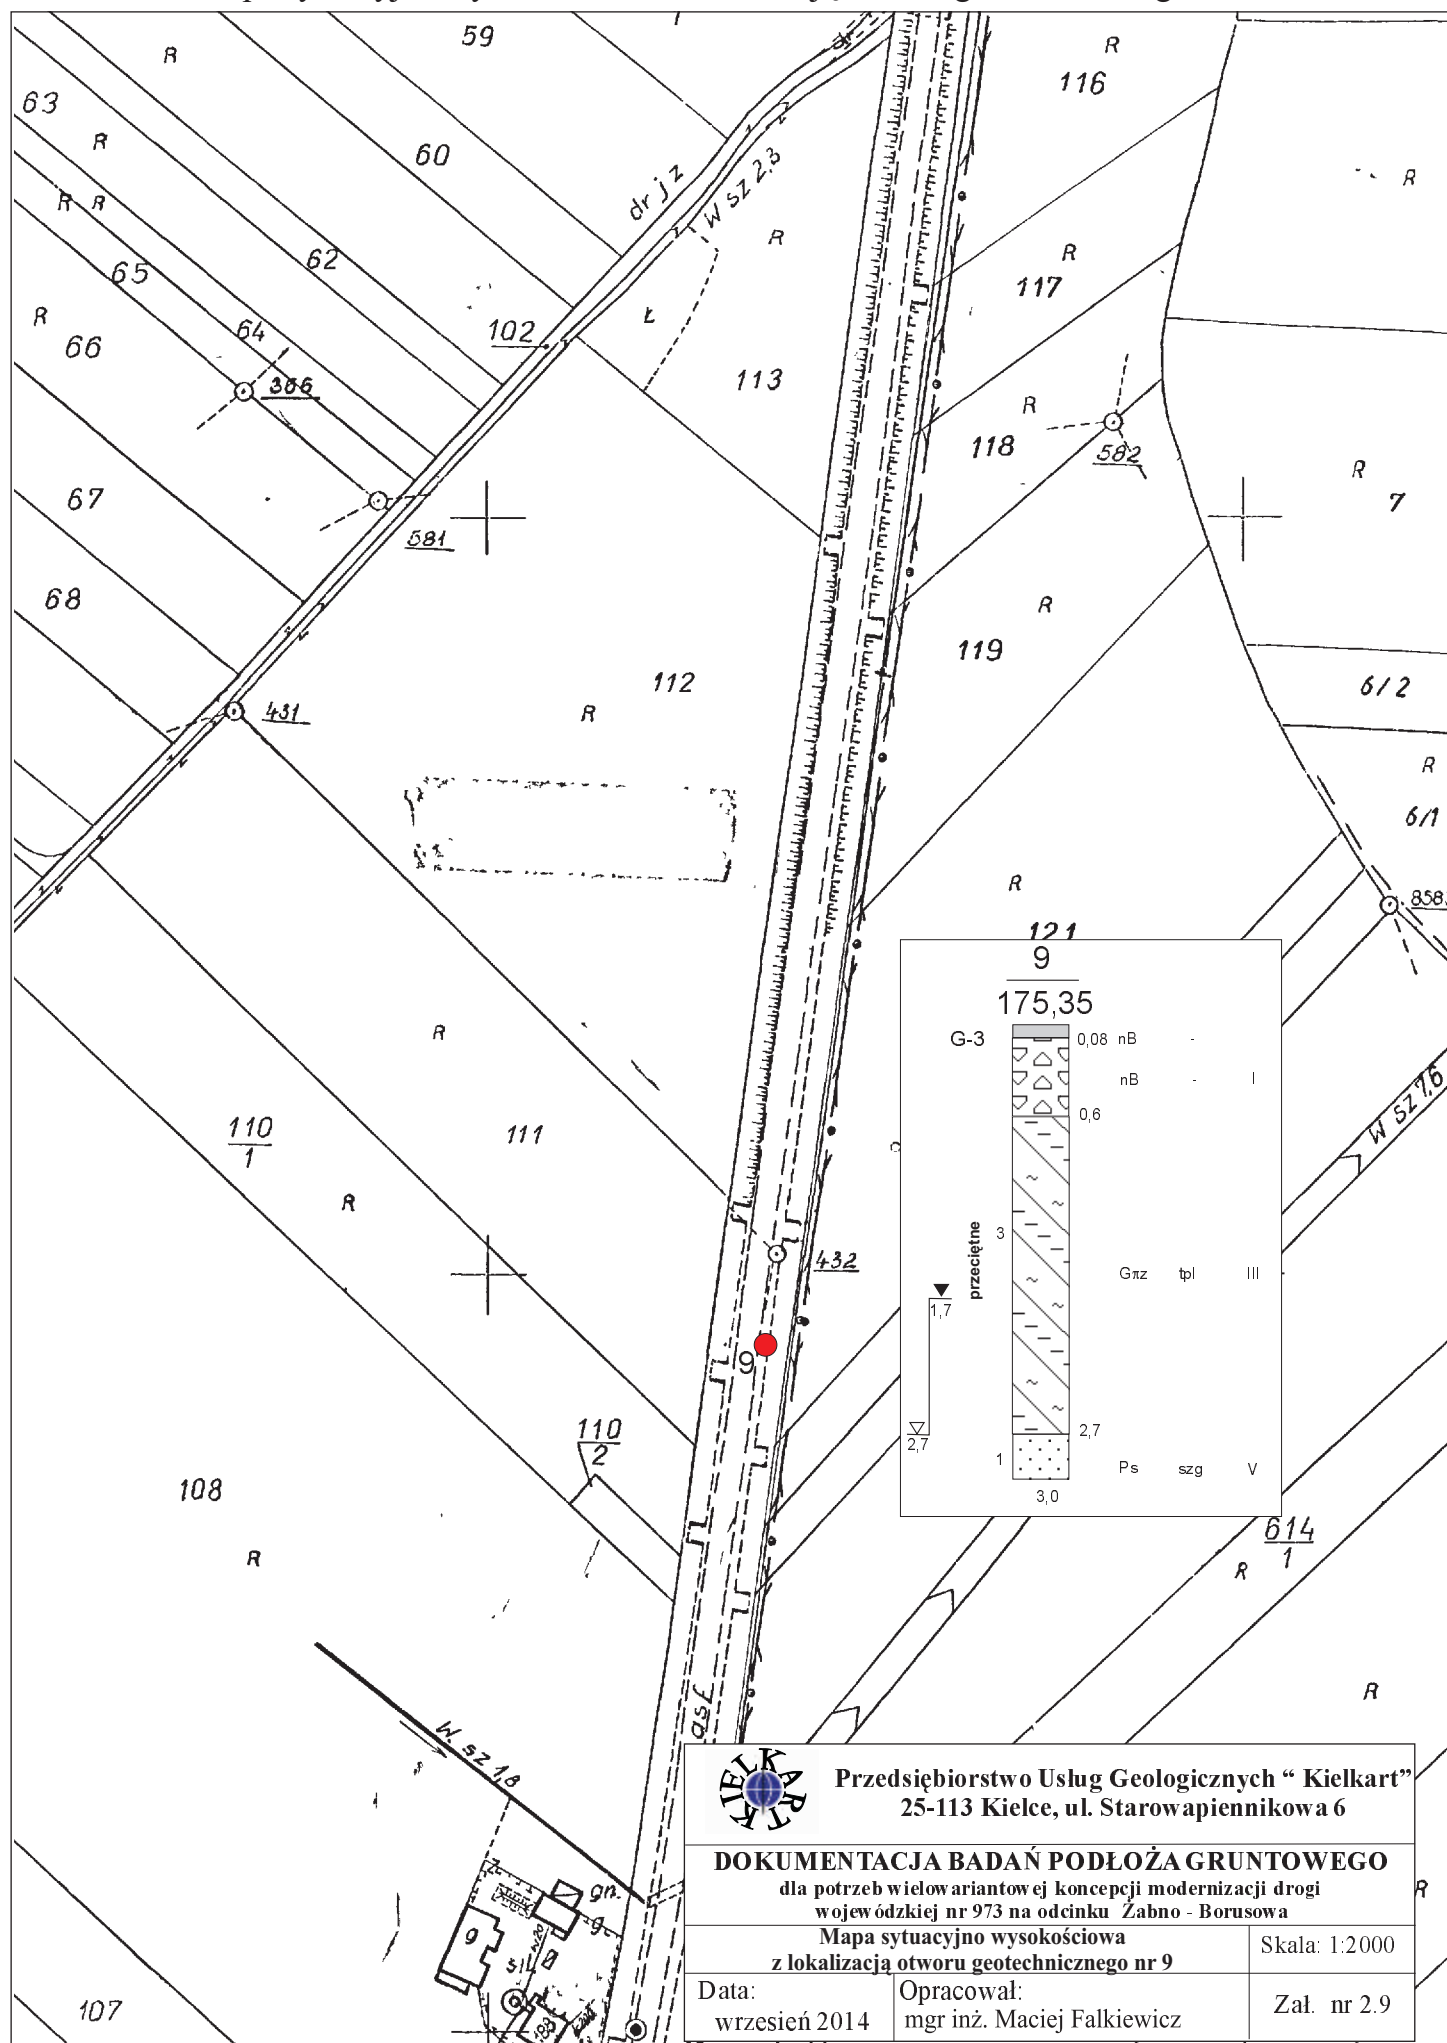 59
R
R
116
63
R
60
R
dr j z
W sz 2,3
R
R
R
62
R
65
117
Ł
R
64
102
66
113
366
R
118
582
R
67
7
581
68
R
119
112
6/2
431
R
R
6/1
R
858
121
9
175,35
G-3
0,08 nB -
nB - I
0,6
R
W sz 1,6
110
1
111
R
3
przeciętne
432
Gπz tpl III
1,7
9
110
2
2,7
2,7
1
Ps szg V
3,0
108
614
1
R
R
R
asf
W. sz 1,8
KIELKART
Przedsiębiorstwo Usług Geologicznych “ Kielkart”
25-113 Kielce, ul. Starowapiennikowa 6
DOKUMENTACJA BADAŃ PODŁOŻA GRUNTOWEGO
dla potrzeb wielowariantowej koncepcji modernizacji drogi
wojewódzkiej nr 973 na odcinku Żabno - Borusowa
R
gn.
g
g
Mapa sytuacyjno wysokościowa
z lokalizacją otworu geotechnicznego nr 9
Skala: 1:2000
Data:
wrzesień 2014
Opracował:
mgr inż. Maciej Falkiewicz
Zał. nr 2.9
107